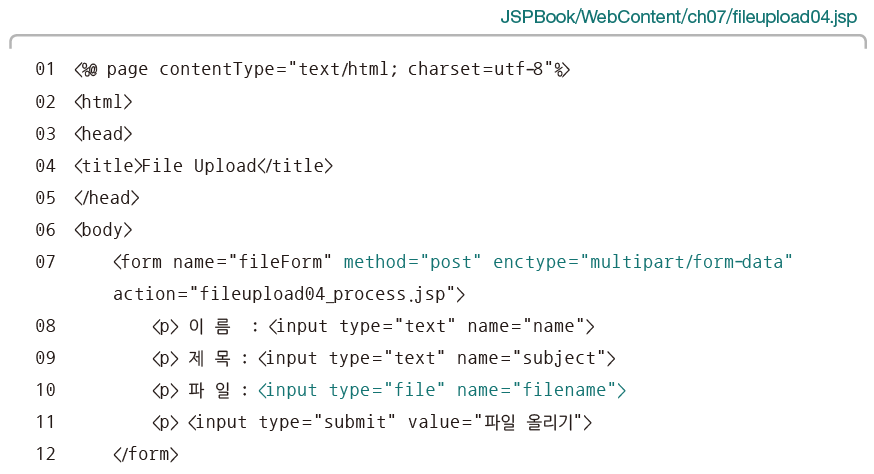 JSPBook/WebContent/ch07/fileupload04.jsp
01 <%@ page contentType="text/html; charset=utf-8"%>
02 <html>
03 <head>
04 <title>File Upload</title>
05 </head>
06 <body>
07 <form name="fileForm" method="post" enctype="multipart/form-data"
action="fileupload04_process.jsp">
08 <p> 이 름 : <input type="text" name="name">
09 <p> 제 목 : <input type="text" name="subject">
10 <p> 파 일 : <input type="file" name="filename">
11 <p> <input type="submit" value="파일 올리기">
12 </form>